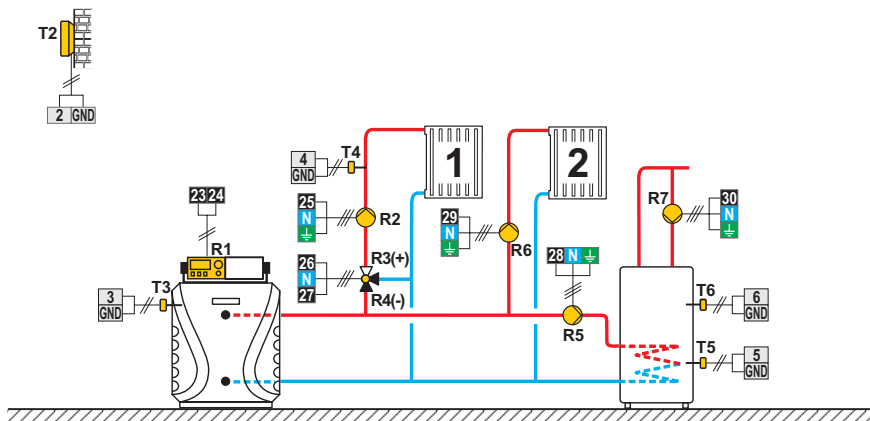 T2
2 GND
4
GND
T4
1
2
23 24
25
N
R2
29
N
R6
R7
30
N
R1
26
N
27
R3(+)
R4(-)
28 N
3
GND
T3
R5
T6
6
GND
T5
5
GND